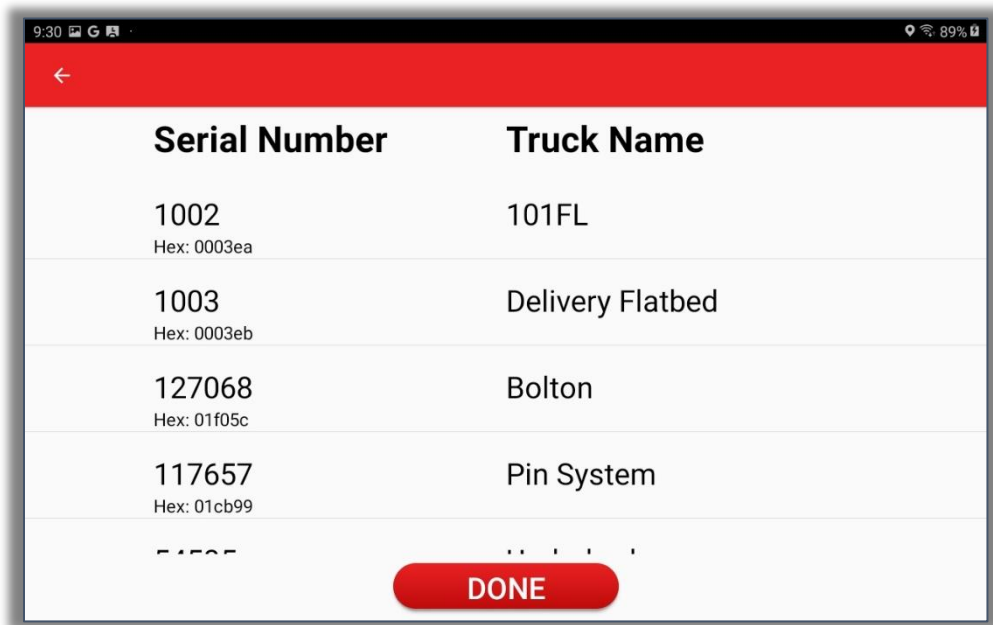 9:30 G
89%
Serial Number Truck Name
1002 101FL
Hex: 0003ea
1003 Delivery Flatbed
Hex: 0003eb
127068 Bolton
Hex: 01f05c
117657 Pin System
Hex: 01cb99
DONE